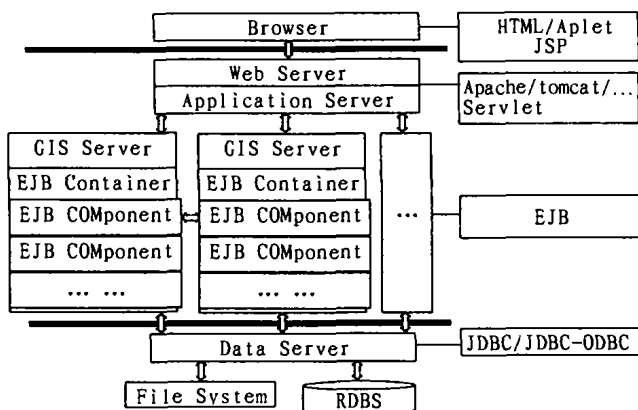 Browser
HTML/Aplet
JSP
Web Server
Application Server
Apache/tomcat/...
Servlet
GIS Server
EJB Container
EJB COMponent
EJB COMponent
... ...
GIS Server
EJB Container
EJB COMponent
EJB COMponent
... ...
...
EJB
Data Server
JDBC/JDBC-ODBC
File System
RDBS